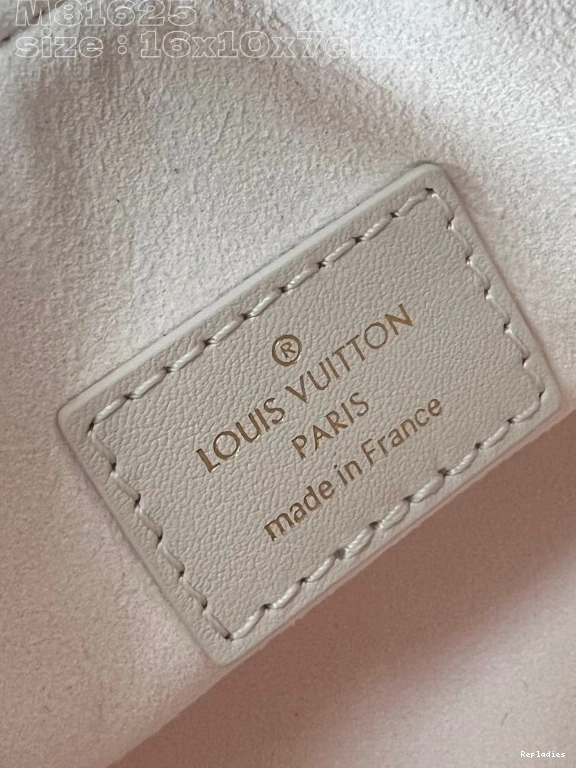 M81625
size : 16x10x7cm
®
LOUIS VUITTON
PARIS
made in France
Repladies